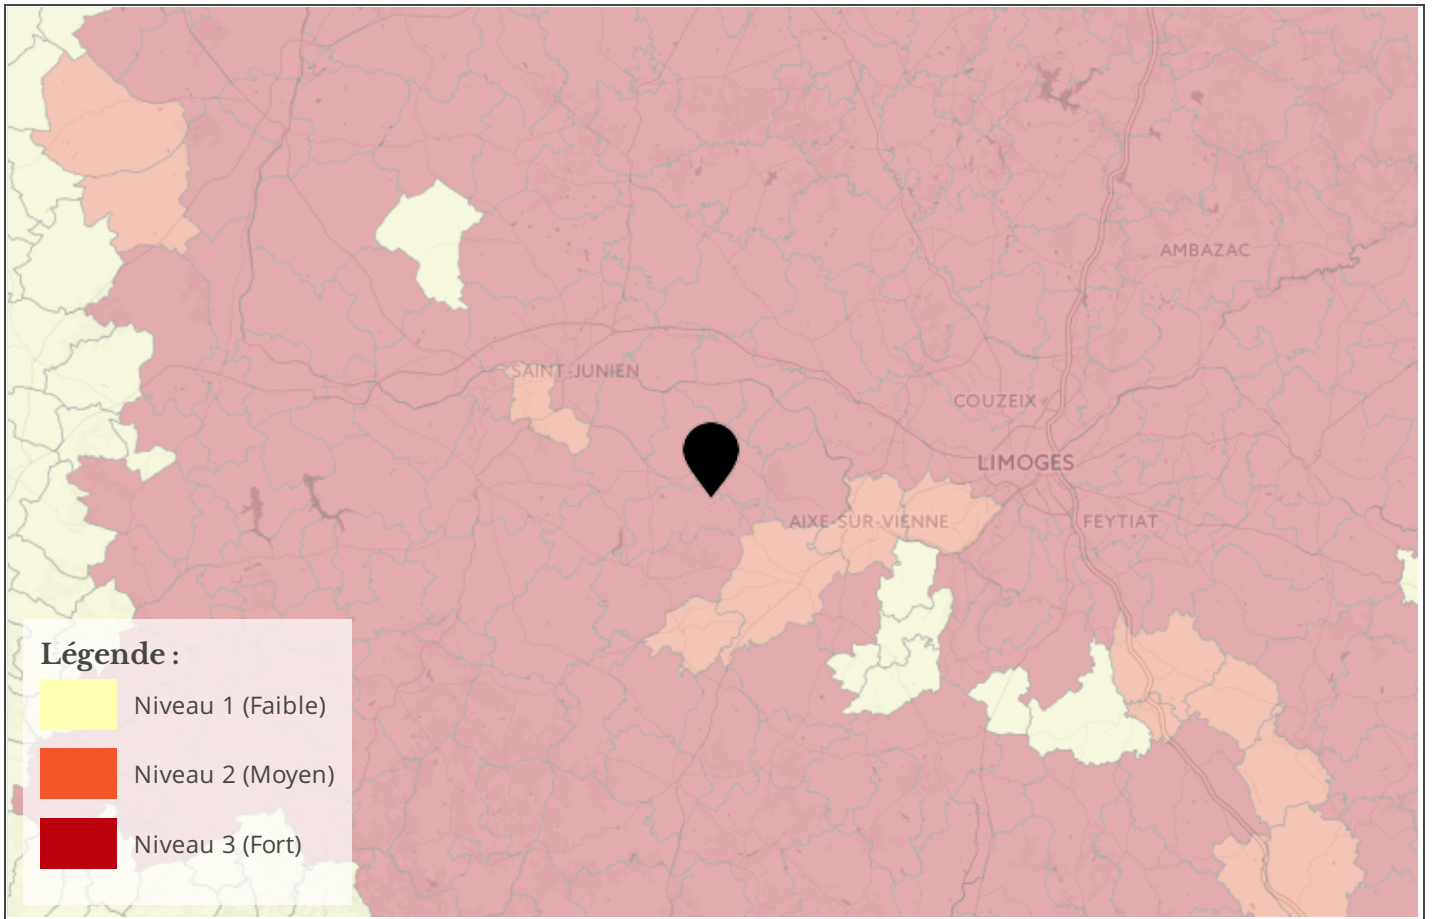 AMBAZAC
SAINT-JUNIEN
COUZEIX
LIMOGES
AIXE-SUR-VIENNE
FEYTIAT
Légende :
Niveau 1 (Faible)
Niveau 2 (Moyen)
Niveau 3 (Fort)